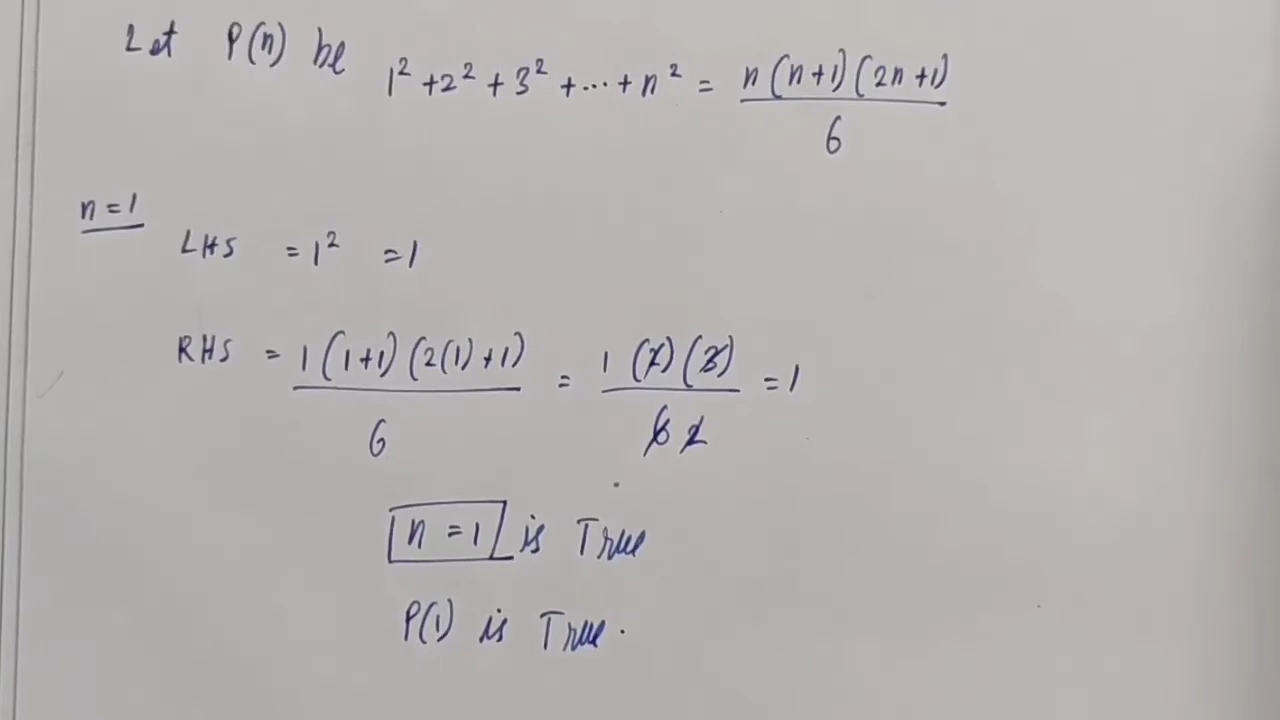 Let P(n) be 1² + 2² + 3² + ... + n² = n(n+1)(2n+1) / 6
n = 1
LHS = 1² = 1
RHS = 1(1+1)(2(1)+1) / 6 = 1(2)(3) / 6 2 = 1
n = 1 is True
P(1) is True.